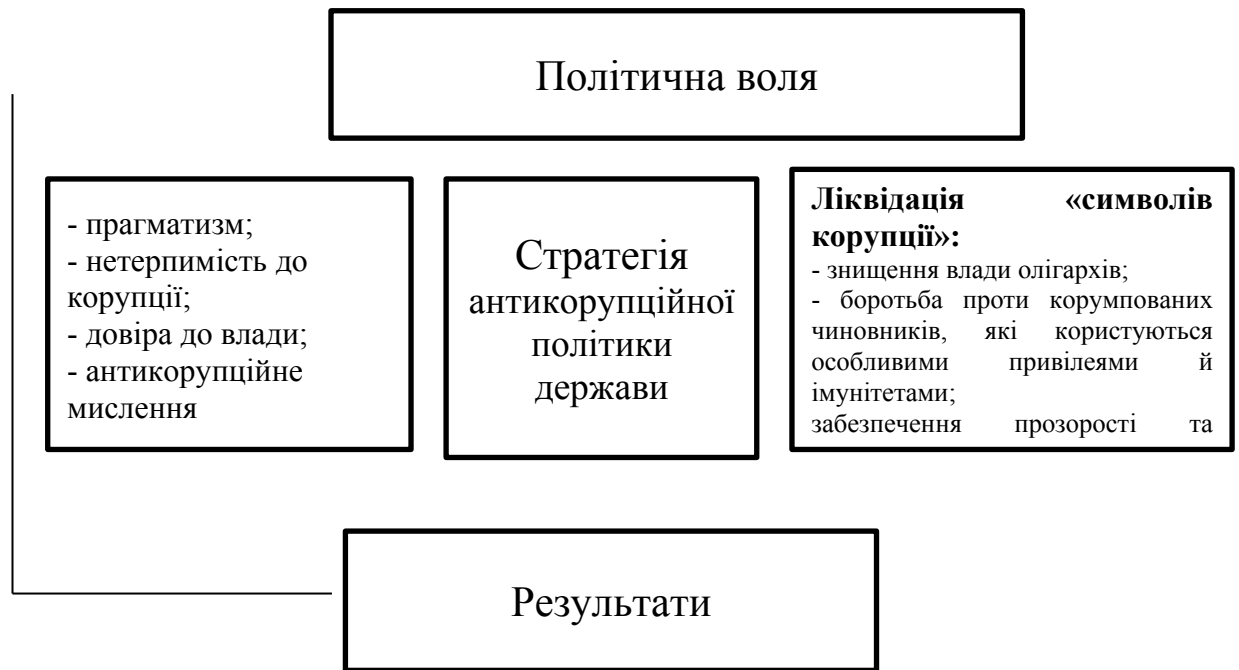 Політична воля
- прагматизм;
- нетерпимість до
корупції;
- довіра до влади;
- антикорупційне
мислення
Стратегія
антикорупційної
політики
держави
Ліквідація «символів
корупції»:
- знищення влади олігархів;
- боротьба проти корумпованих
чиновників, які користуються
особливими привілеями й
імунітетами;
забезпечення прозорості та
Результати